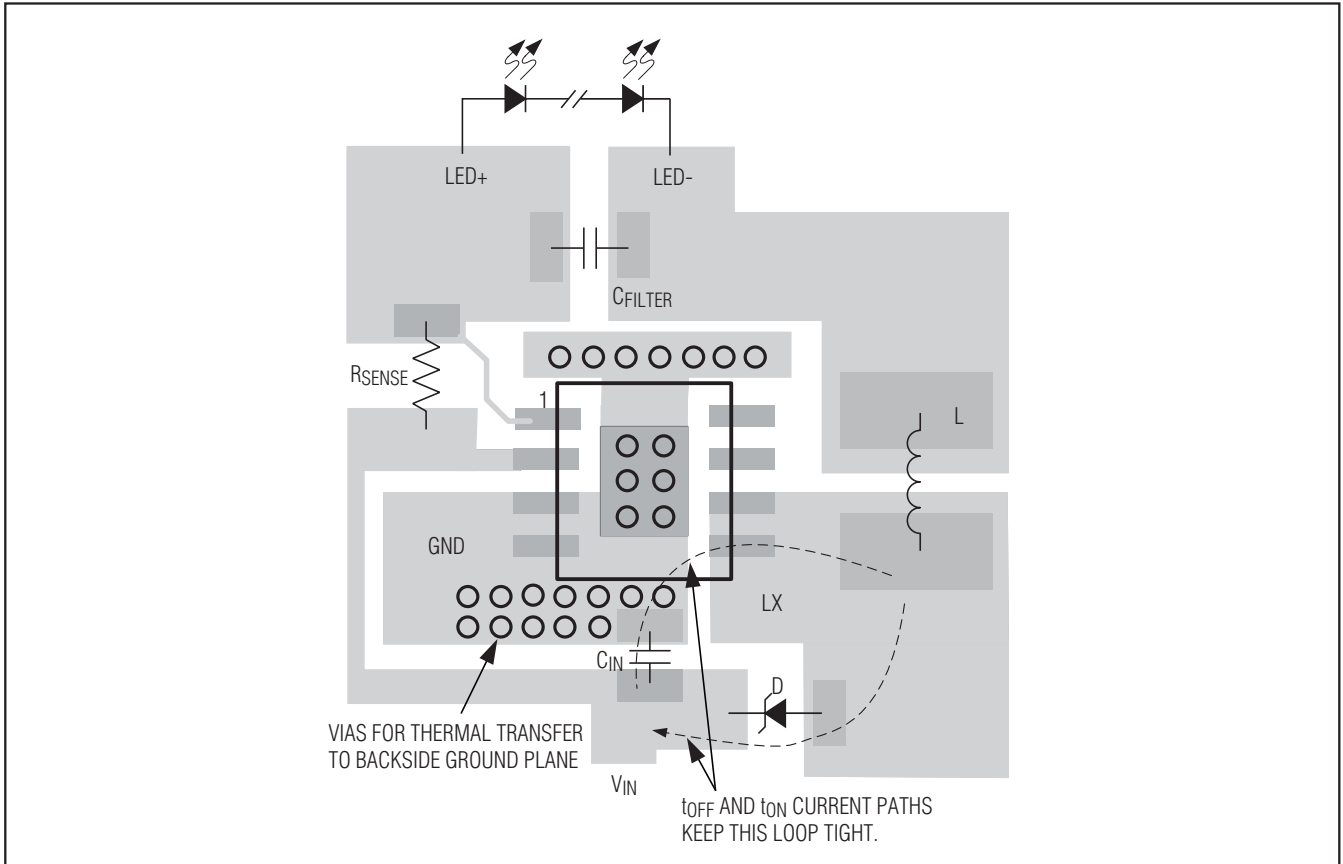 LED+
LED-
CFILTER
RSENSE
1
L
GND
LX
CIN
D
VIAS FOR THERMAL TRANSFER
TO BACKSIDE GROUND PLANE
VIN
tOFF AND tON CURRENT PATHS
KEEP THIS LOOP TIGHT.